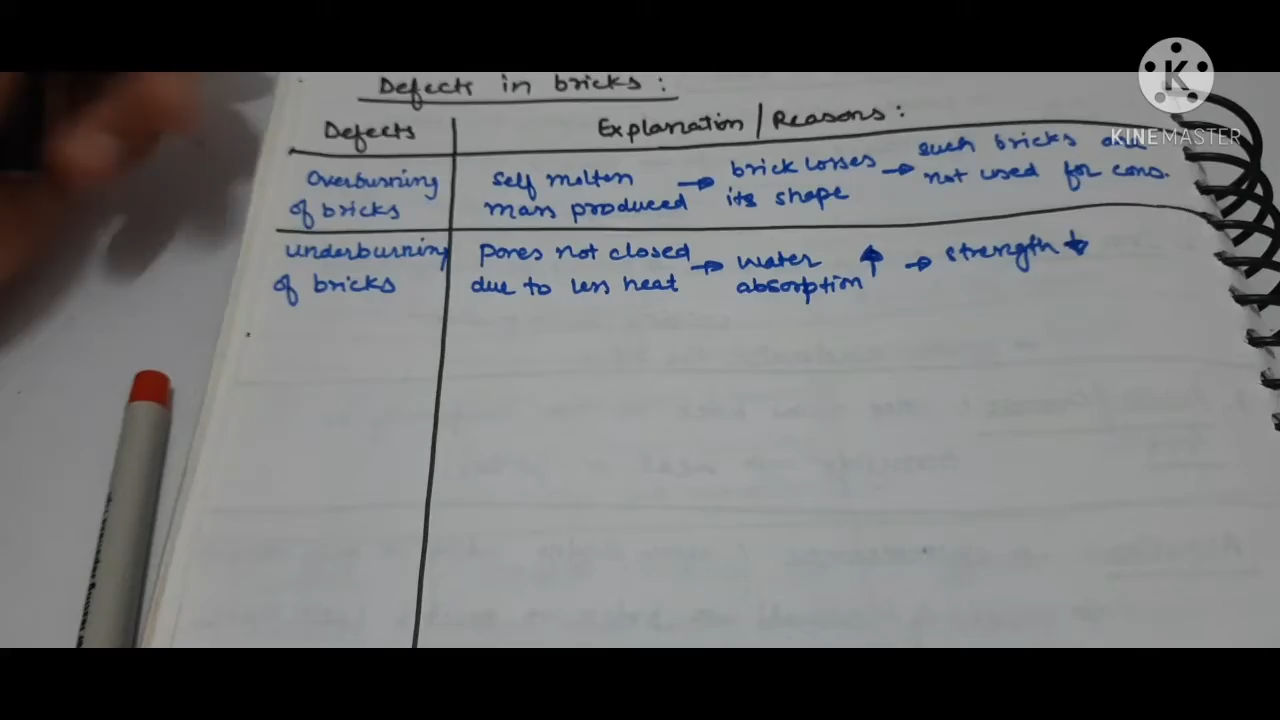 Defects in bricks :
Defects
Explanation / Reasons :
Overburning
of bricks
self molten
mass produced
→ brick losses
its shape
→ such bricks are
not used for cons.
underburning
of bricks
Pores not closed
due to less heat
→ water
absorption ↑
→ strength ↓
K
KINEMASTER